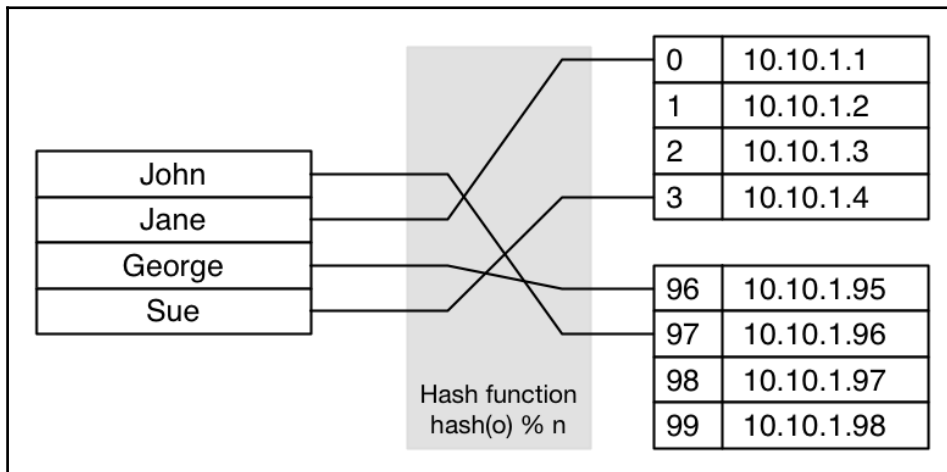 John
Jane
George
Sue
Hash function
hash(o) % n
0 10.10.1.1
1 10.10.1.2
2 10.10.1.3
3 10.10.1.4
96 10.10.1.95
97 10.10.1.96
98 10.10.1.97
99 10.10.1.98